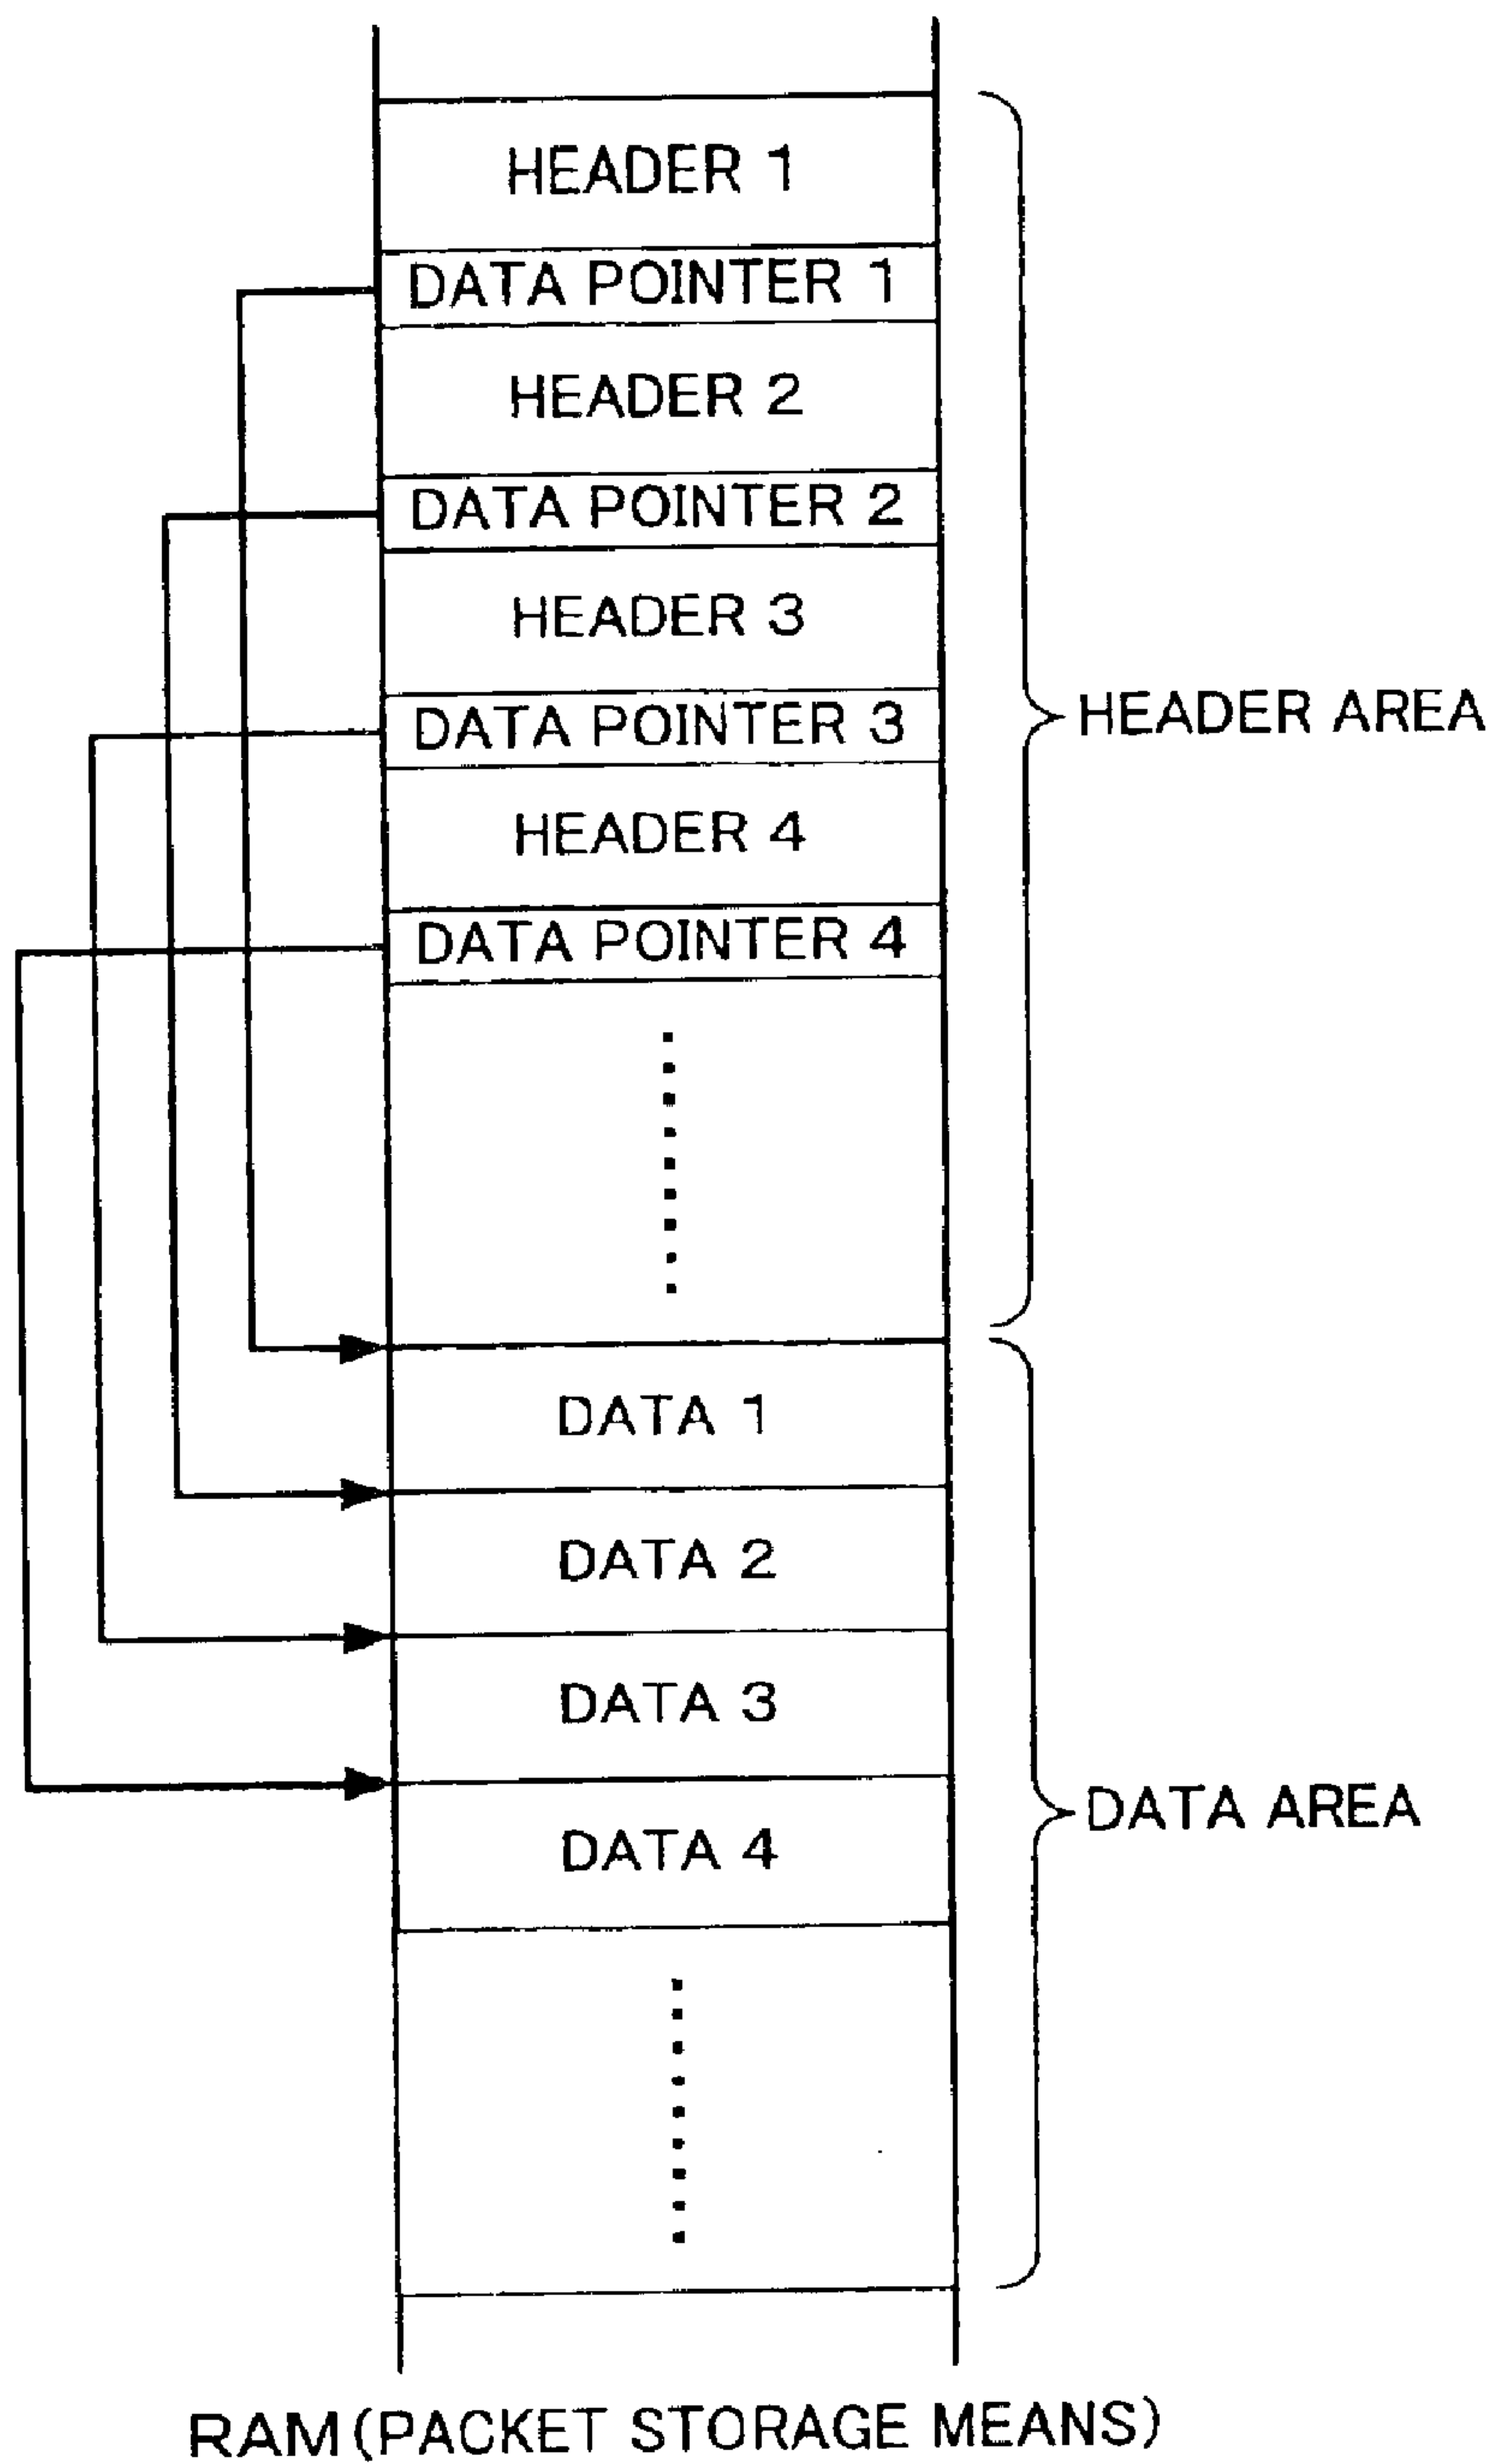 HEADER 1
DATA POINTER 1
HEADER 2
DATA POINTER 2
HEADER 3
DATA POINTER 3
HEADER AREA
HEADER 4
DATA POINTER 4
DATA 1
DATA 2
DATA 3
DATA AREA
DATA 4
RAM (PACKET STORAGE MEANS)